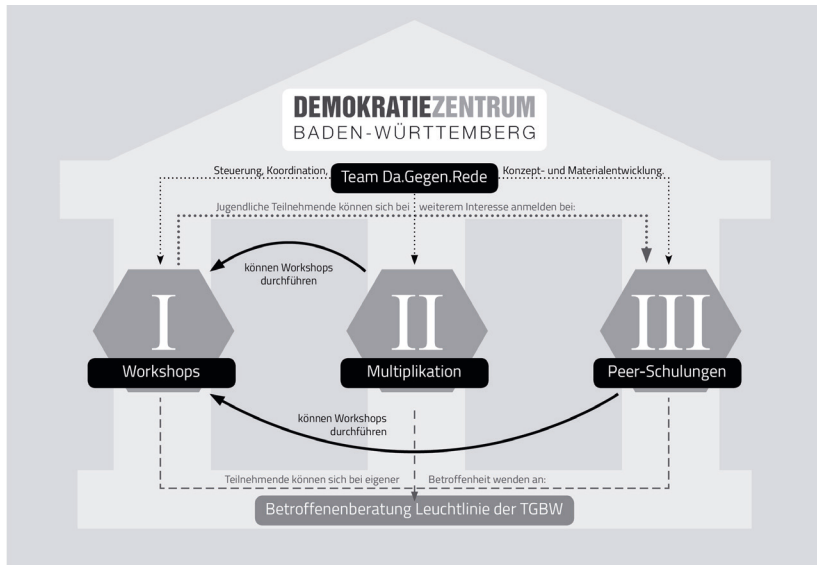 DEMOKRATIEZENTRUM
BADEN-WÜRTTEMBERG
Steuerung, Koordination,
Team Da.Gegen.Rede
Konzept- und Materialentwicklung.
Jugendliche Teilnehmende können sich bei weiterem Interesse anmelden bei:
können Workshops
durchführen
I
II
III
Workshops
Multiplikation
Peer-Schulungen
können Workshops
durchführen
Teilnehmende können sich bei eigener Betroffenheit wenden an:
Betroffenenberatung Leuchtlinie der TGBW